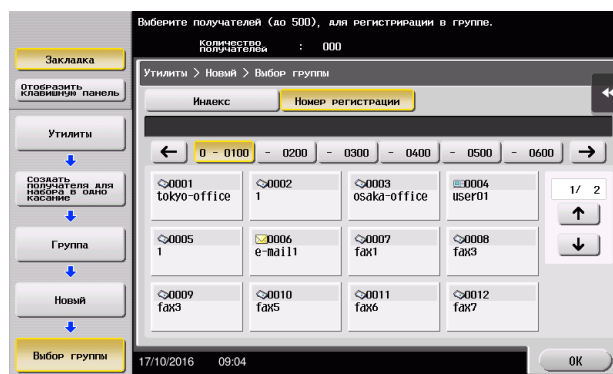 Выберите получателей (до 500), для регистрирации в группе.
Количество
получателей : 000
Закладка
Отобразить
клавишную панель
Утилиты
Создать
получателя для
набора в одно
касание
Группа
Новый
Выбор группы
Утилиты > Новый > Выбор группы
Индекс
Номер регистрации
← 0 - 0100 - 0200 - 0300 - 0400 - 0500 - 0600 →
0001 0002 0003 0004
tokyo-office 1 osaka-office user01
1/ 2
0005 0006 0007 0008
1 e-mail1 fax1 fax3
0009 0010 0011 0012
fax3 fax5 fax6 fax7
17/10/2016 09:04
OK